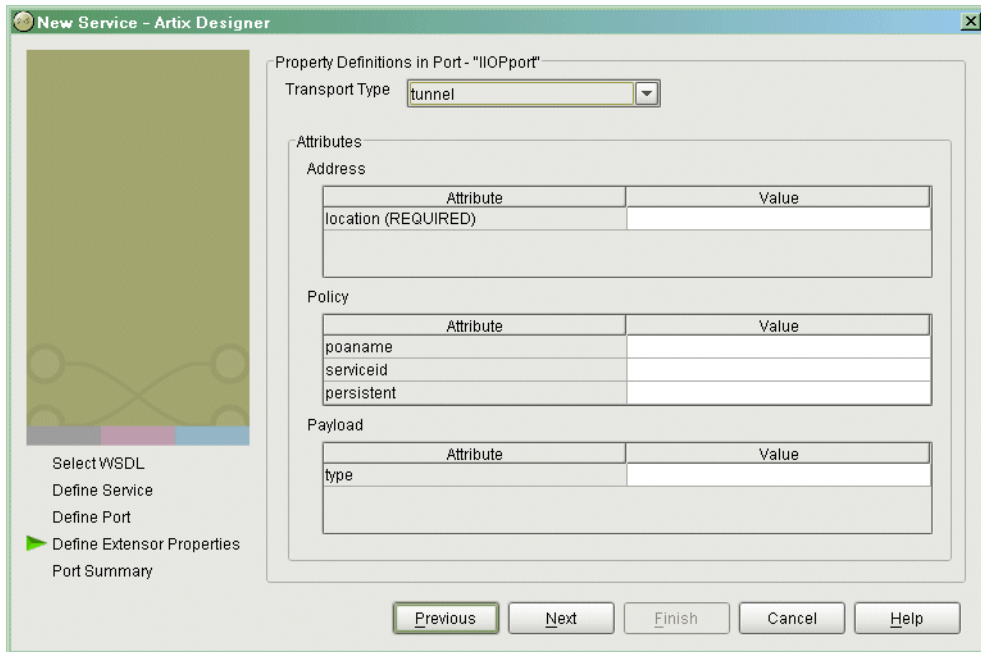 New Service - Artix Designer
Property Definitions in Port - "IIOPport"
Transport Type tunnel
Attributes
Address
Attribute Value
location (REQUIRED)
Policy
Attribute Value
poaname
serviceid
persistent
Payload
Attribute Value
type
Select WSDL
Define Service
Define Port
Define Extensor Properties
Port Summary
Previous Next Finish Cancel Help